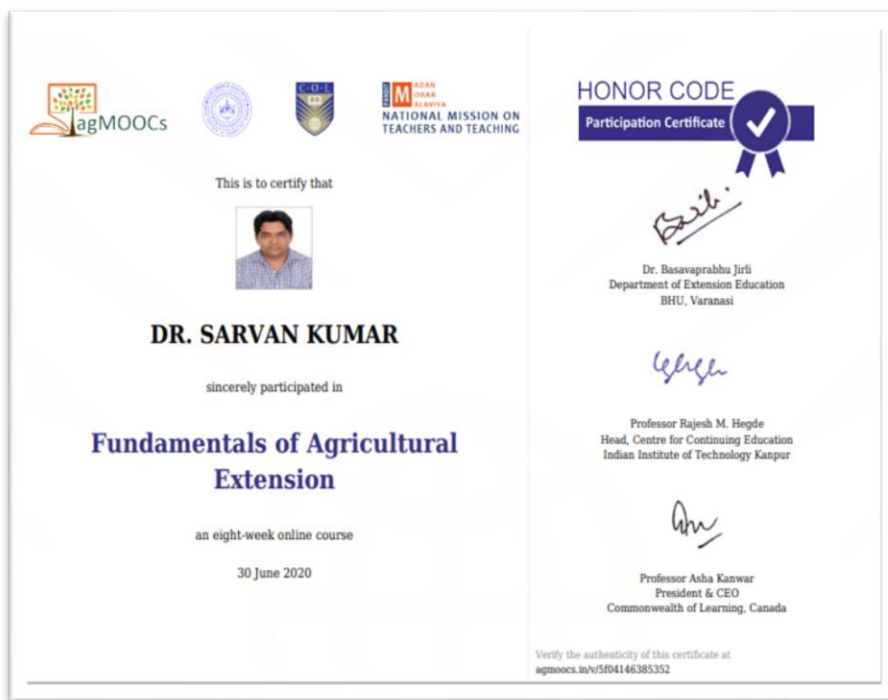 agMOOCs
C·O·L
PANDIT
MADAN
MOHAN
MALAVIYA
NATIONAL MISSION ON
TEACHERS AND TEACHING
This is to certify that
DR. SARVAN KUMAR
sincerely participated in
Fundamentals of Agricultural
Extension
an eight-week online course
30 June 2020
HONOR CODE
Participation Certificate
Dr. Basavaprabhu Jirli
Department of Extension Education
BHU, Varanasi
Professor Rajesh M. Hegde
Head, Centre for Continuing Education
Indian Institute of Technology Kanpur
Professor Asha Kanwar
President & CEO
Commonwealth of Learning, Canada
Verify the authenticity of this certificate at
agmoocs.in/v/5f04146385352